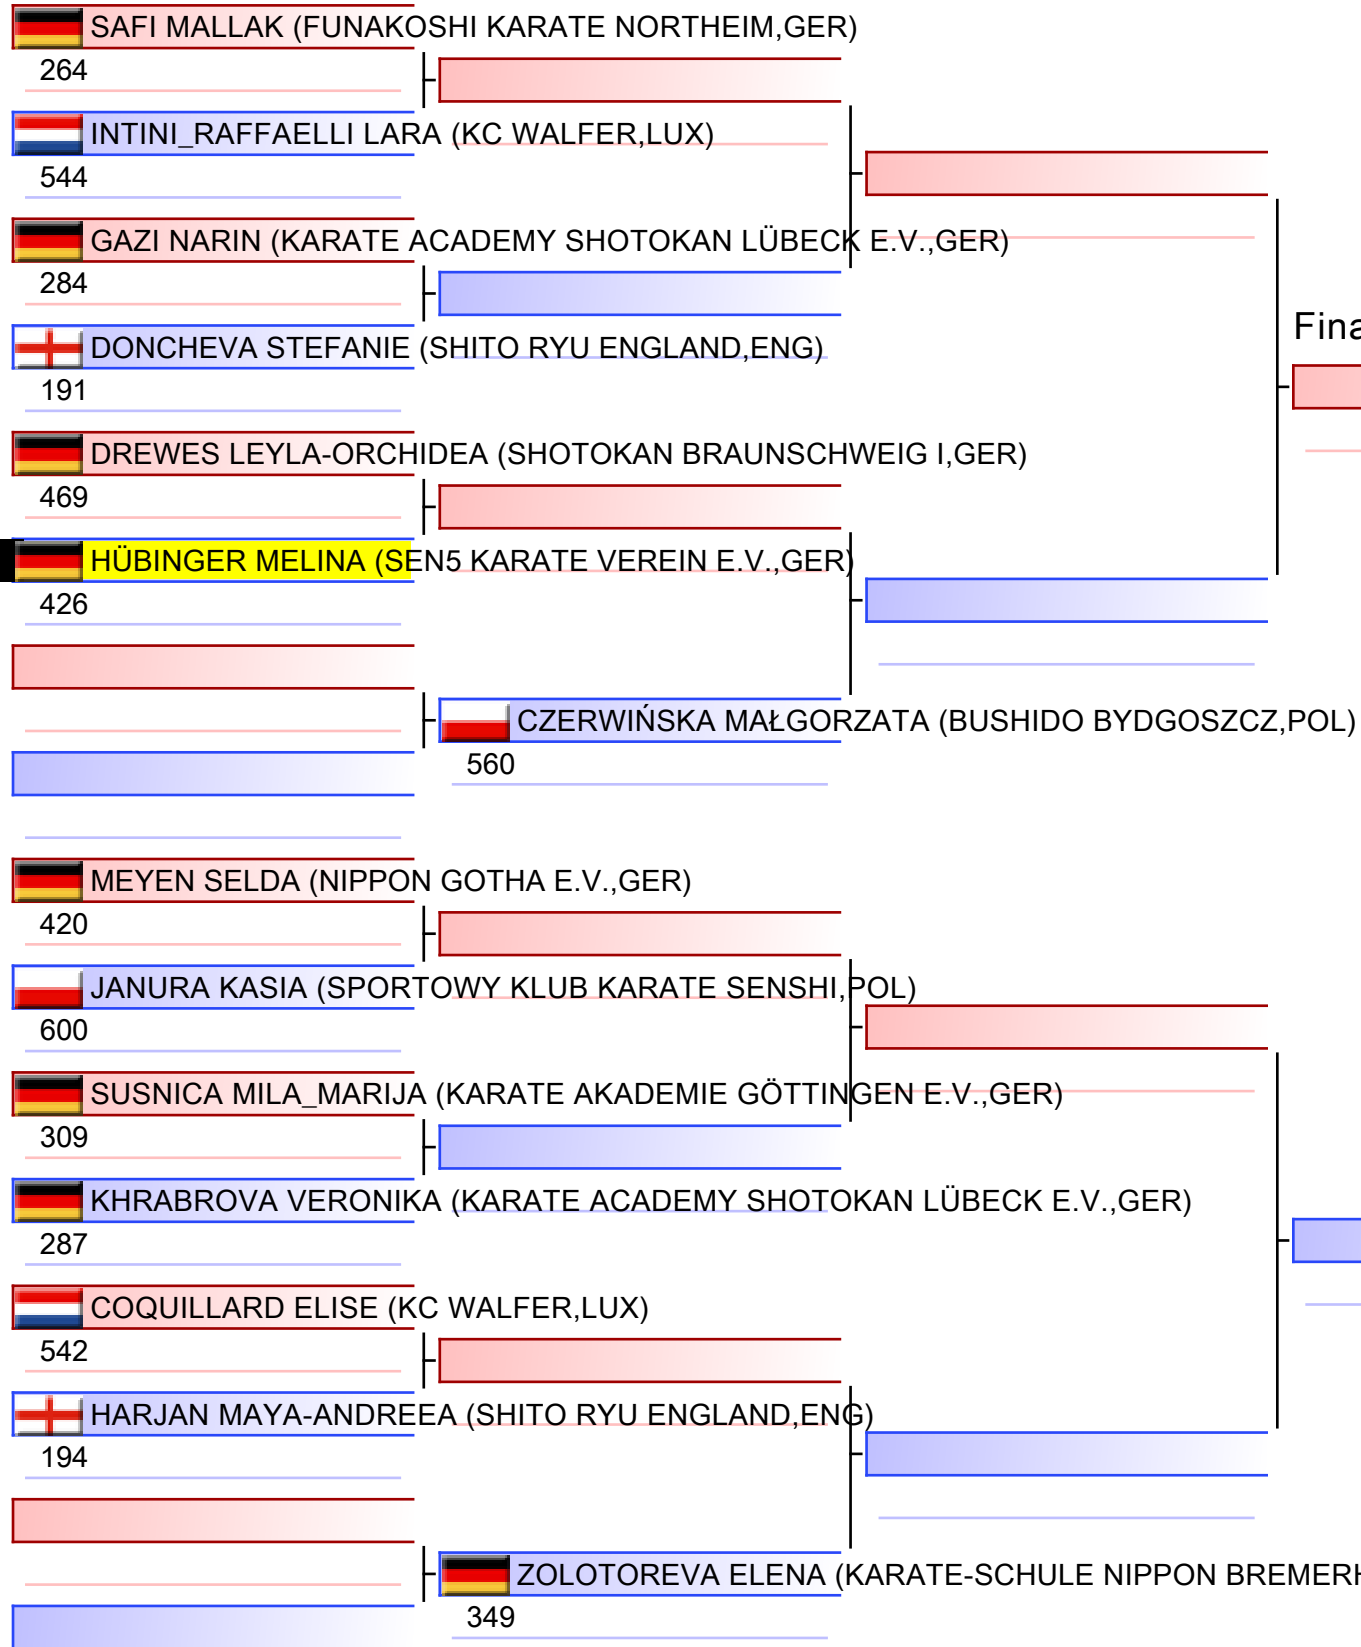 SAFI MALLAK (FUNAKOSHI KARATE NORTHEIM,GER)
264
INTINI_RAFFAELLI LARA (KC WALFER,LUX)
544
GAZI NARIN (KARATE ACADEMY SHOTOKAN LÜBECK E.V.,GER)
284
DONCHEVA STEFANIE (SHITO RYU ENGLAND,ENG)
191
DREWES LEYLA-ORCHIDEA (SHOTOKAN BRAUNSCHWEIG I,GER)
469
HÜBINGER MELINA (SEN5 KARATE VEREIN E.V.,GER)
426
CZERWIŃSKA MAŁGORZATA (BUSHIDO BYDGOSZCZ,POL)
560
MEYEN SELDA (NIPPON GOTHA E.V.,GER)
420
JANURA KASIA (SPORTOWY KLUB KARATE SENSHI,POL)
600
SUSNICA MILA_MARIJA (KARATE AKADEMIE GÖTTINGEN E.V.,GER)
309
KHRABROVA VERONIKA (KARATE ACADEMY SHOTOKAN LÜBECK E.V.,GER)
287
COQUILLARD ELISE (KC WALFER,LUX)
542
HARJAN MAYA-ANDREEA (SHITO RYU ENGLAND,ENG)
194
ZOLOTOREVA ELENA (KARATE-SCHULE NIPPON
349